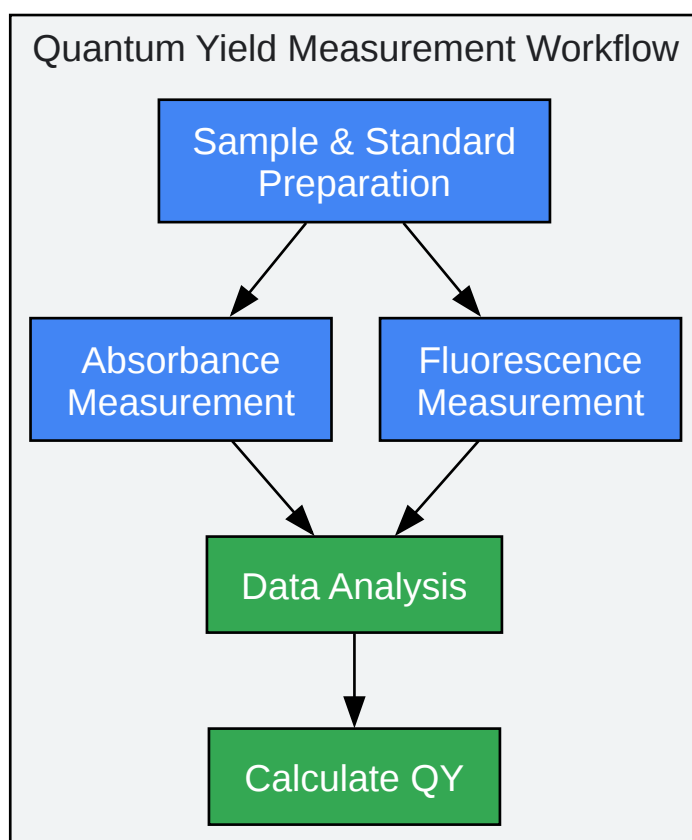 Quantum Yield Measurement Workflow
Sample & Standard
Preparation
Absorbance
Measurement
Fluorescence
Measurement
Data Analysis
Calculate QY